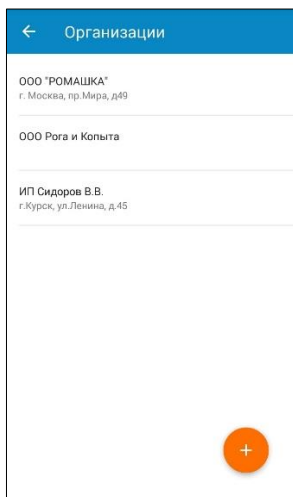 Организации
ООО "РОМАШКА"
г. Москва, пр.Мира, д49
ООО Рога и Копыта
ИП Сидоров В.В.
г.Курск, ул.Ленина, д.45